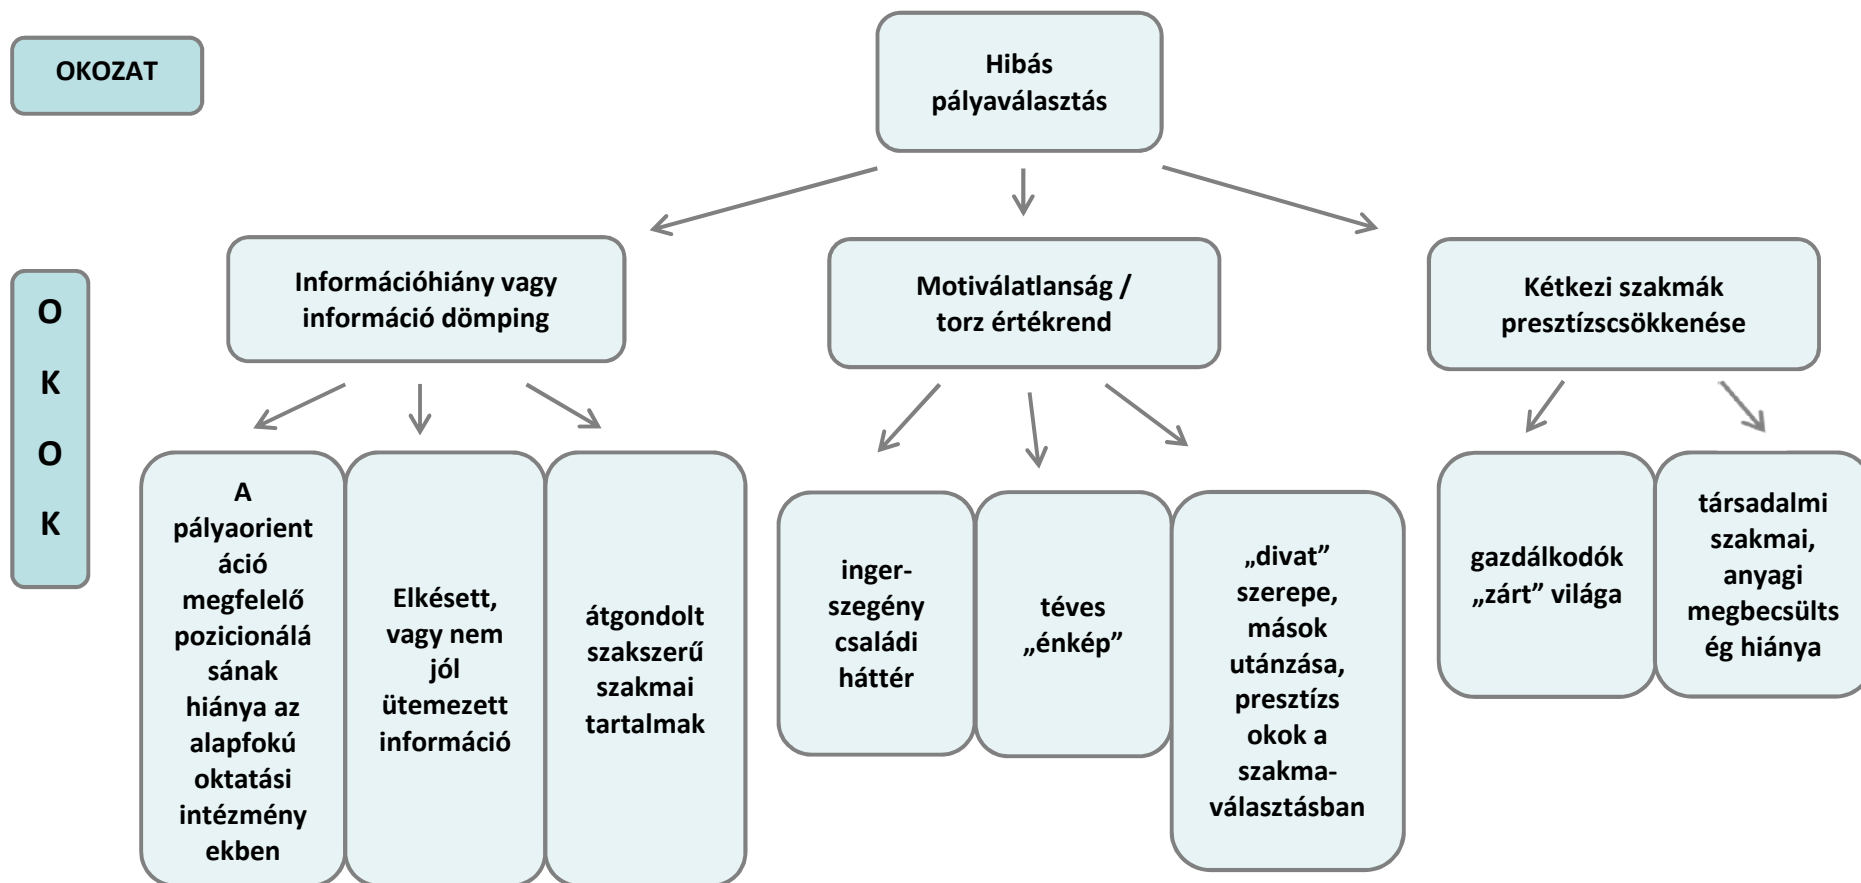 OKOZAT
Hibás
pályaválasztás
O
K
O
K
Információhiány vagy
információ dömping
Motiválatlanság /
torz értékrend
Kétkezi szakmák
presztízscsökkenése
A
pályaorient
áció
megfelelő
pozicionálá
sának
hiánya az
alapfokú
oktatási
intézmény
ekben
Elkésett,
vagy nem
jól
ütemezett
információ
átgondolt
szakszerű
szakmai
tartalmak
inger-
szegény
családi
háttér
téves
„énkép”
„divat”
szerepe,
mások
utánzása,
presztízs
okok a
szakma-
választásban
gazdálkodók
„zárt” világa
társadalmi
szakmai,
anyagi
megbecsülts
ég hiánya